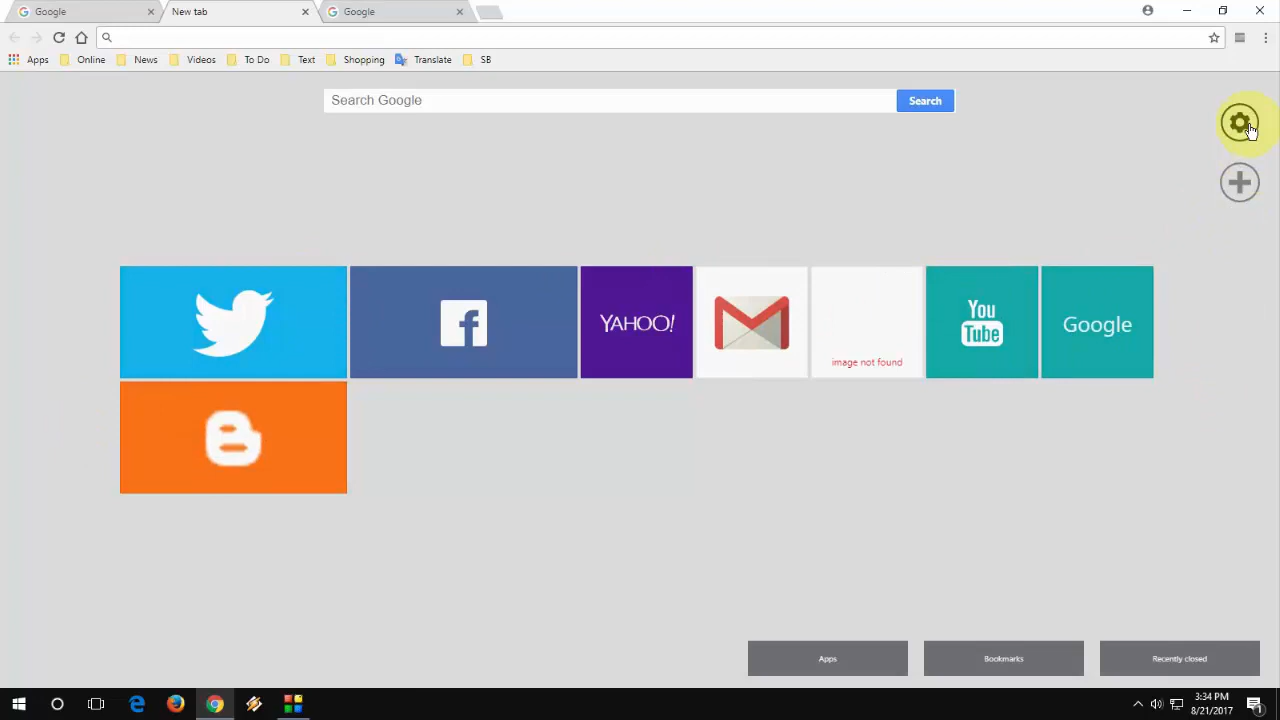 Google
New tab
Google
Apps Online News Videos To Do Text Shopping Translate SB
Search Google Search
YAHOO! image not found You Tube Google
Apps Bookmarks Recently closed
3:34 PM
8/21/2017
1